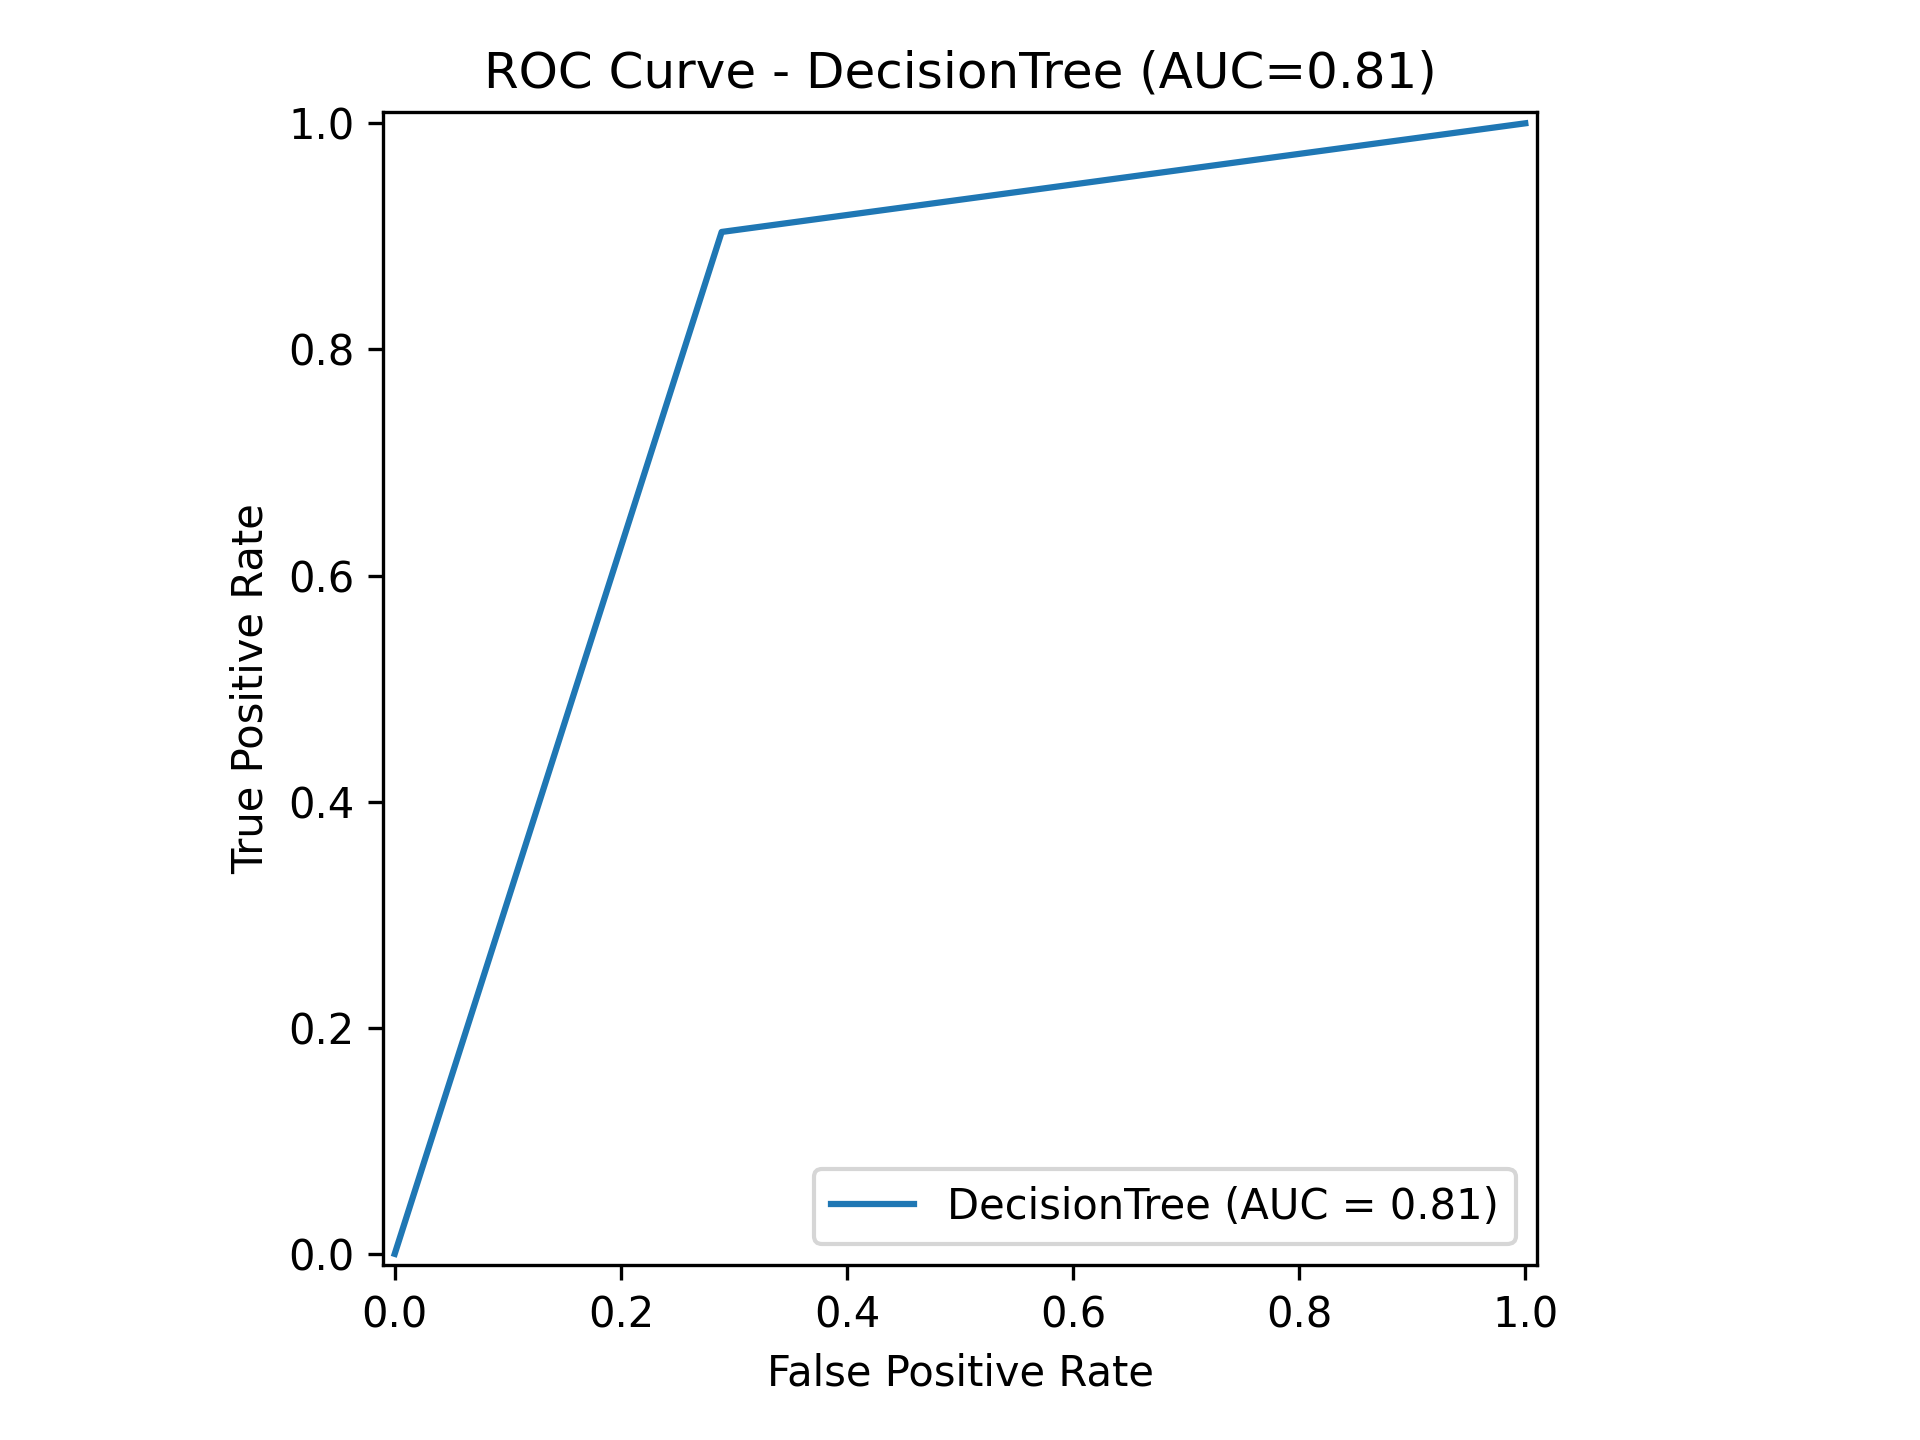 ROC Curve - DecisionTree (AUC=0.81)
1.0
0.8
0.6
0.4
0.2
0.0
True Positive Rate
DecisionTree (AUC = 0.81)
0.0 0.2 0.4 0.6 0.8 1.0
False Positive Rate